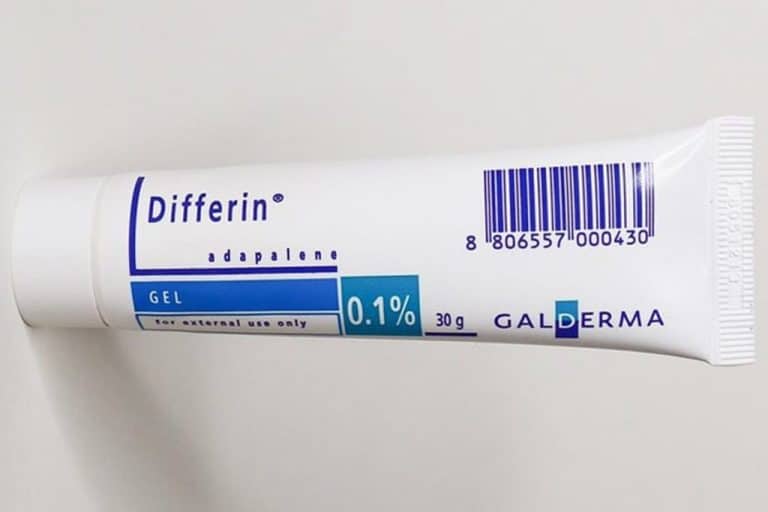 Differin®
adapalene
GEL
0.1%
for external use only
30 g
8 806557 000430
GALDERMA